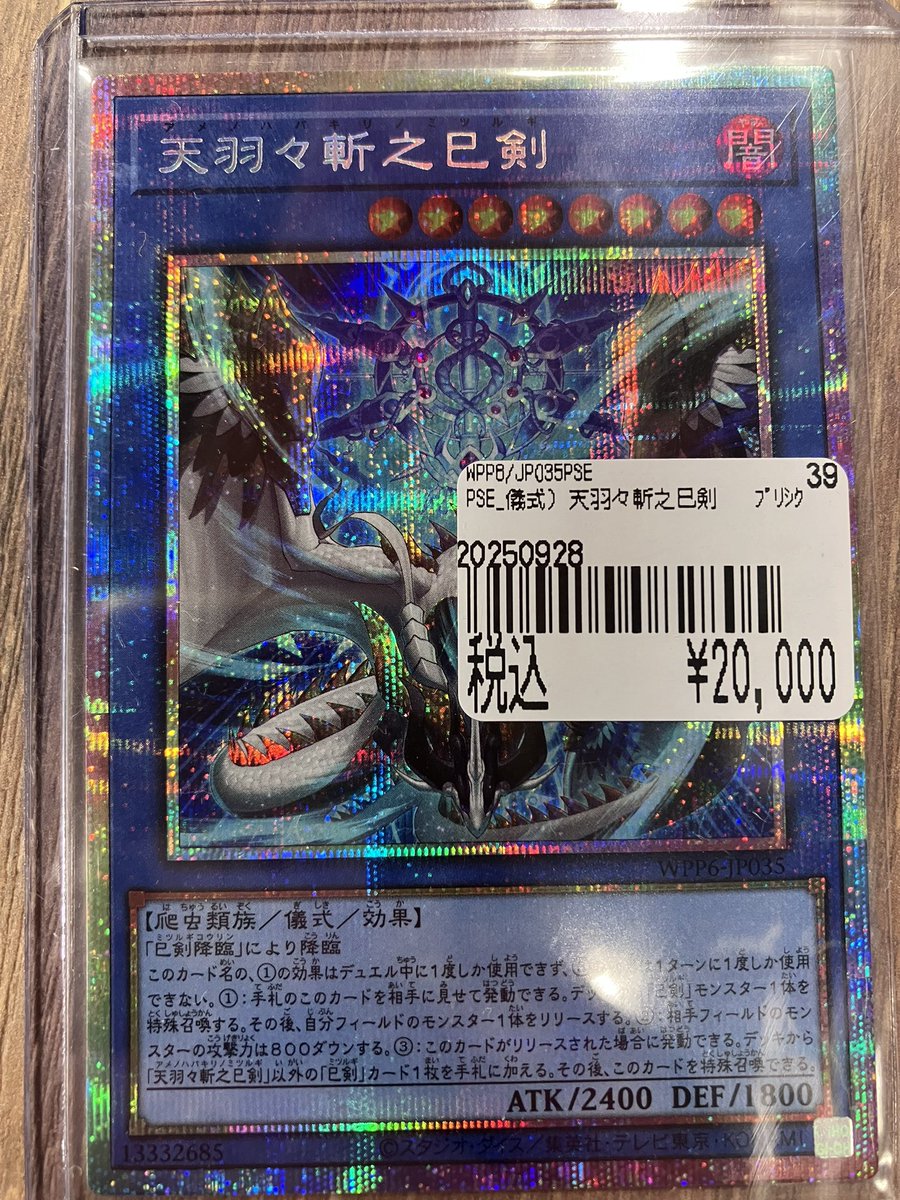 アメノハバキリノミツルギ
天羽々斬之巳剣
闇
WPP6/JP035PSE 39
PSE_儀式) 天羽々斬之巳剣 プリシク
20250928
税込 ¥20,000
WPP6-JP035
【爬虫類族/儀式/効果】
「巳剣降臨」により降臨
このカード名の、①の効果はデュエル中に1度しか使用できず、 1ターンに1度しか使用
できない。①:手札のこのカードを相手に見せて発動できる。デッ 巳剣」モンスター1体を
特殊召喚する。その後、自分フィールドのモンスター1体をリリースする。 :相手フィールドのモン
スターの攻撃力は800ダウンする。③:このカードがリリースされた場合に発動できる。デッキから
「天羽々斬之巳剣」以外の「巳剣」カード1枚を手札に加える。その後、このカードを特殊召喚できる。
ATK/2400 DEF/1800
13332685 ©スタジオ・ダイス/集英社・テレビ東京・KONAMI